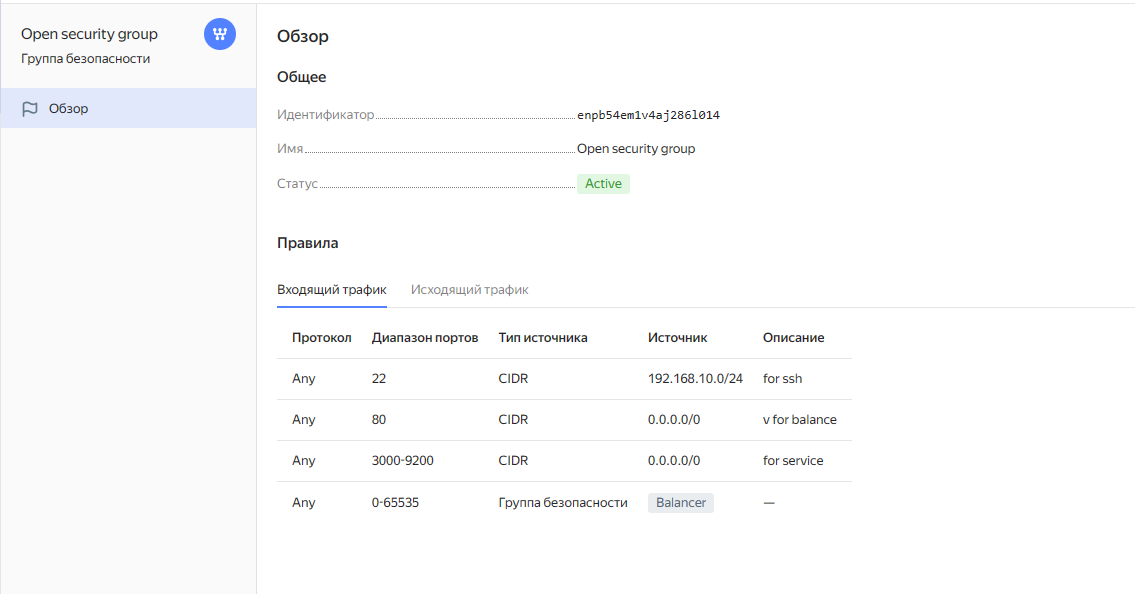 Open security group
Группа безопасности
Обзор
Обзор
Общее
Идентификатор enpb54em1v4aj286l014
Имя Open security group
Статус Active
Правила
Входящий трафик Исходящий трафик
Протокол Диапазон портов Тип источника Источник Описание
Any 22 CIDR 192.168.10.0/24 for ssh
Any 80 CIDR 0.0.0.0/0 v for balance
Any 3000-9200 CIDR 0.0.0.0/0 for service
Any 0-65535 Группа безопасности Balancer —